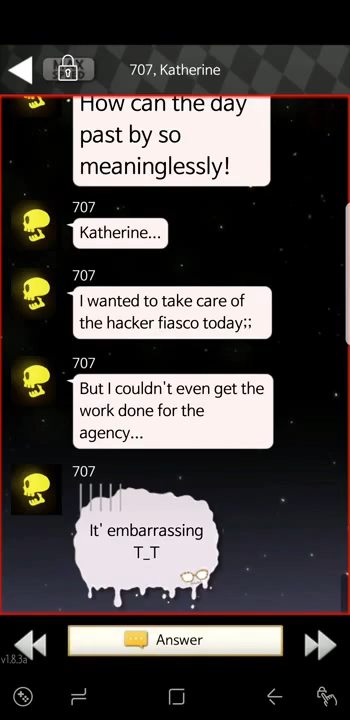 707, Katherine
How can the day
past by so
meaninglessly!
707
Katherine...
707
I wanted to take care of
the hacker fiasco today;;
707
But I couldn't even get the
work done for the
agency...
707
It' embarrassing
T_T
Answer
v1.8.3a